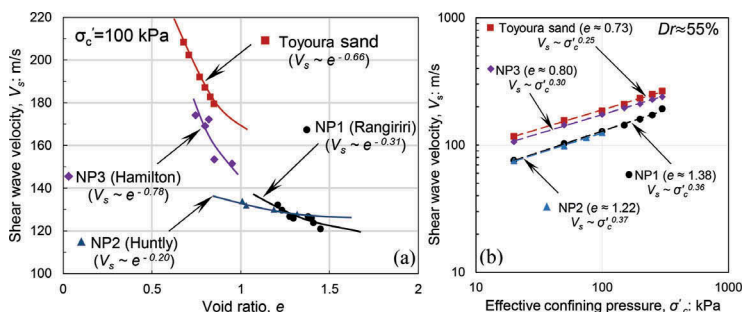 220
200
180
160
140
120
100
Shear wave velocity, Vs: m/s
σc'=100 kPa
Toyoura sand
(Vs ~ e -0.66)
NP1 (Rangiriri)
(Vs ~ e -0.31)
NP3 (Hamilton)
(Vs ~ e -0.78)
NP2 (Huntly)
(Vs ~ e -0.20)
(a)
0 0.5 1 1.5 2
Void ratio, e
1000
100
10
Shear wave velocity, Vs: m/s
Toyoura sand (e ≈ 0.73)
Vs ~ σ'c 0.25
Dr≈55%
NP3 (e ≈ 0.80)
Vs ~ σ'c 0.30
NP1 (e ≈ 1.38)
Vs ~ σ'c 0.36
NP2 (e ≈ 1.22)
Vs ~ σ'c 0.37
(b)
10 100 1000
Effective confining pressure, σ'c: kPa